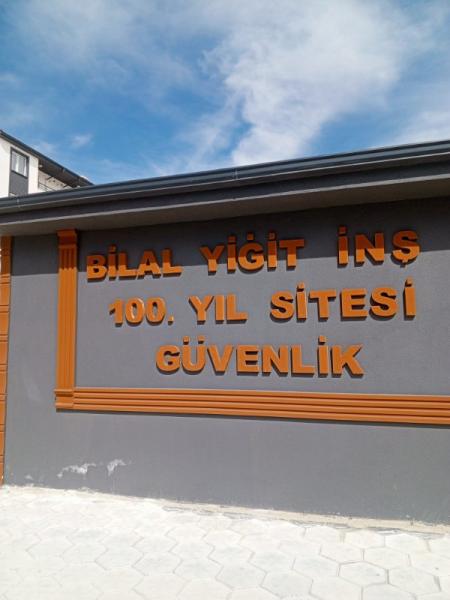 BİLAL YİĞİT İNŞ
100. YIL SİTESİ
GÜVENLİK